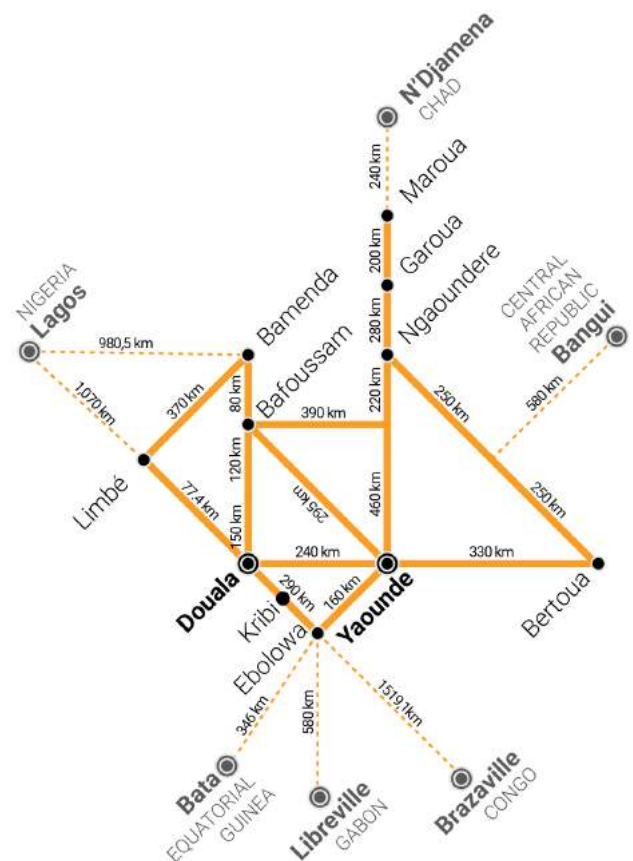 N'Djamena
CHAD
240 km
Maroua
200 km
Garoua
280 km
Ngaoundere
NIGERIA
Lagos
980,5 km
1.070 km
Bamenda
370 km
80 km
Bafoussam
390 km
220 km
CENTRAL
AFRICAN
REPUBLIC
Bangui
580 km
250 km
250 km
Limbé
77,4 km
120 km
150 km
295 km
460 km
240 km
330 km
Douala
Yaounde
Bertoua
290 km
Kribi
160 km
Ebolowa
346 km
580 km
1519,1km
Bata
EQUATORIAL
GUINEA
Libreville
GABON
Brazaville
CONGO